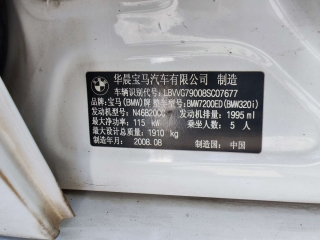 华晨宝马汽车有限公司 制造
车辆识别代号: LBVVG79008SC07677
品牌: 宝马(BMW)牌 整车型号: BMW7200ED(BMW320i)
发动机型号: N46B20CC 发动机排量: 1995 ml
最大净功率: 115 kW 乘坐人数: 5 人
最大总质量: 1910 kg
制造年月: 2008.08 制造国: 中国